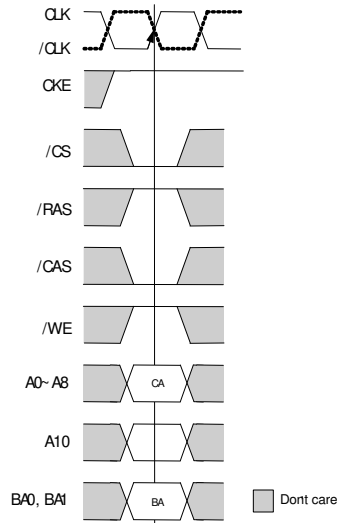 CLK
/CLK
CKE
/CS
/RAS
/CAS
/WE
A0~A8
CA
A10
BA0, BA1
BA
Dont care